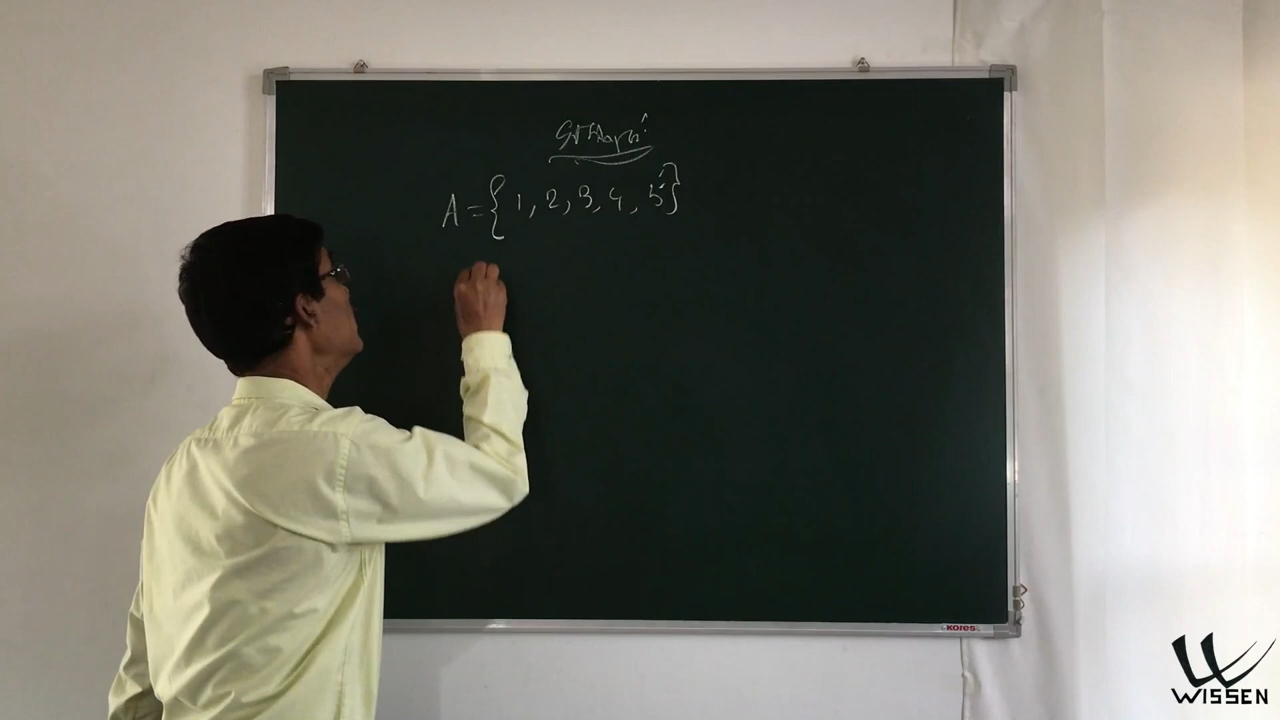 A = { 1, 2, 3, 4, 5 }
KORES
WISSEN